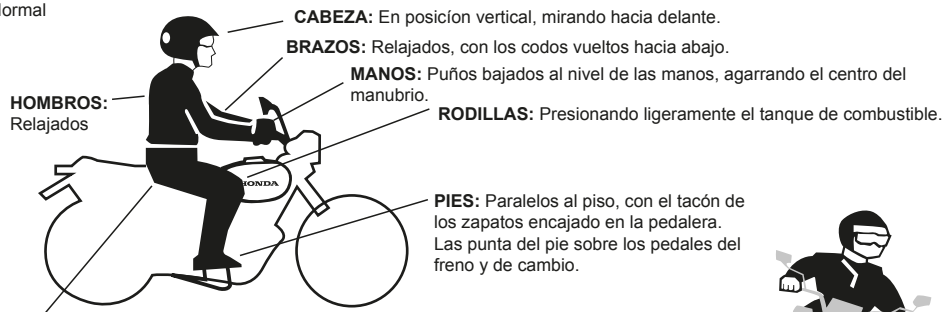 ormal
CABEZA: En posicíon vertical, mirando hacia delante.
BRAZOS: Relajados, con los codos vueltos hacia abajo.
MANOS: Puños bajados al nivel de las manos, agarrando el centro del
manubrio.
HOMBROS:
Relajados
RODILLAS: Presionando ligeramente el tanque de combustible.
HONDA
PIES: Paralelos al piso, con el tacón de
los zapatos encajado en la pedalera.
Las punta del pie sobre los pedales del
freno y de cambio.